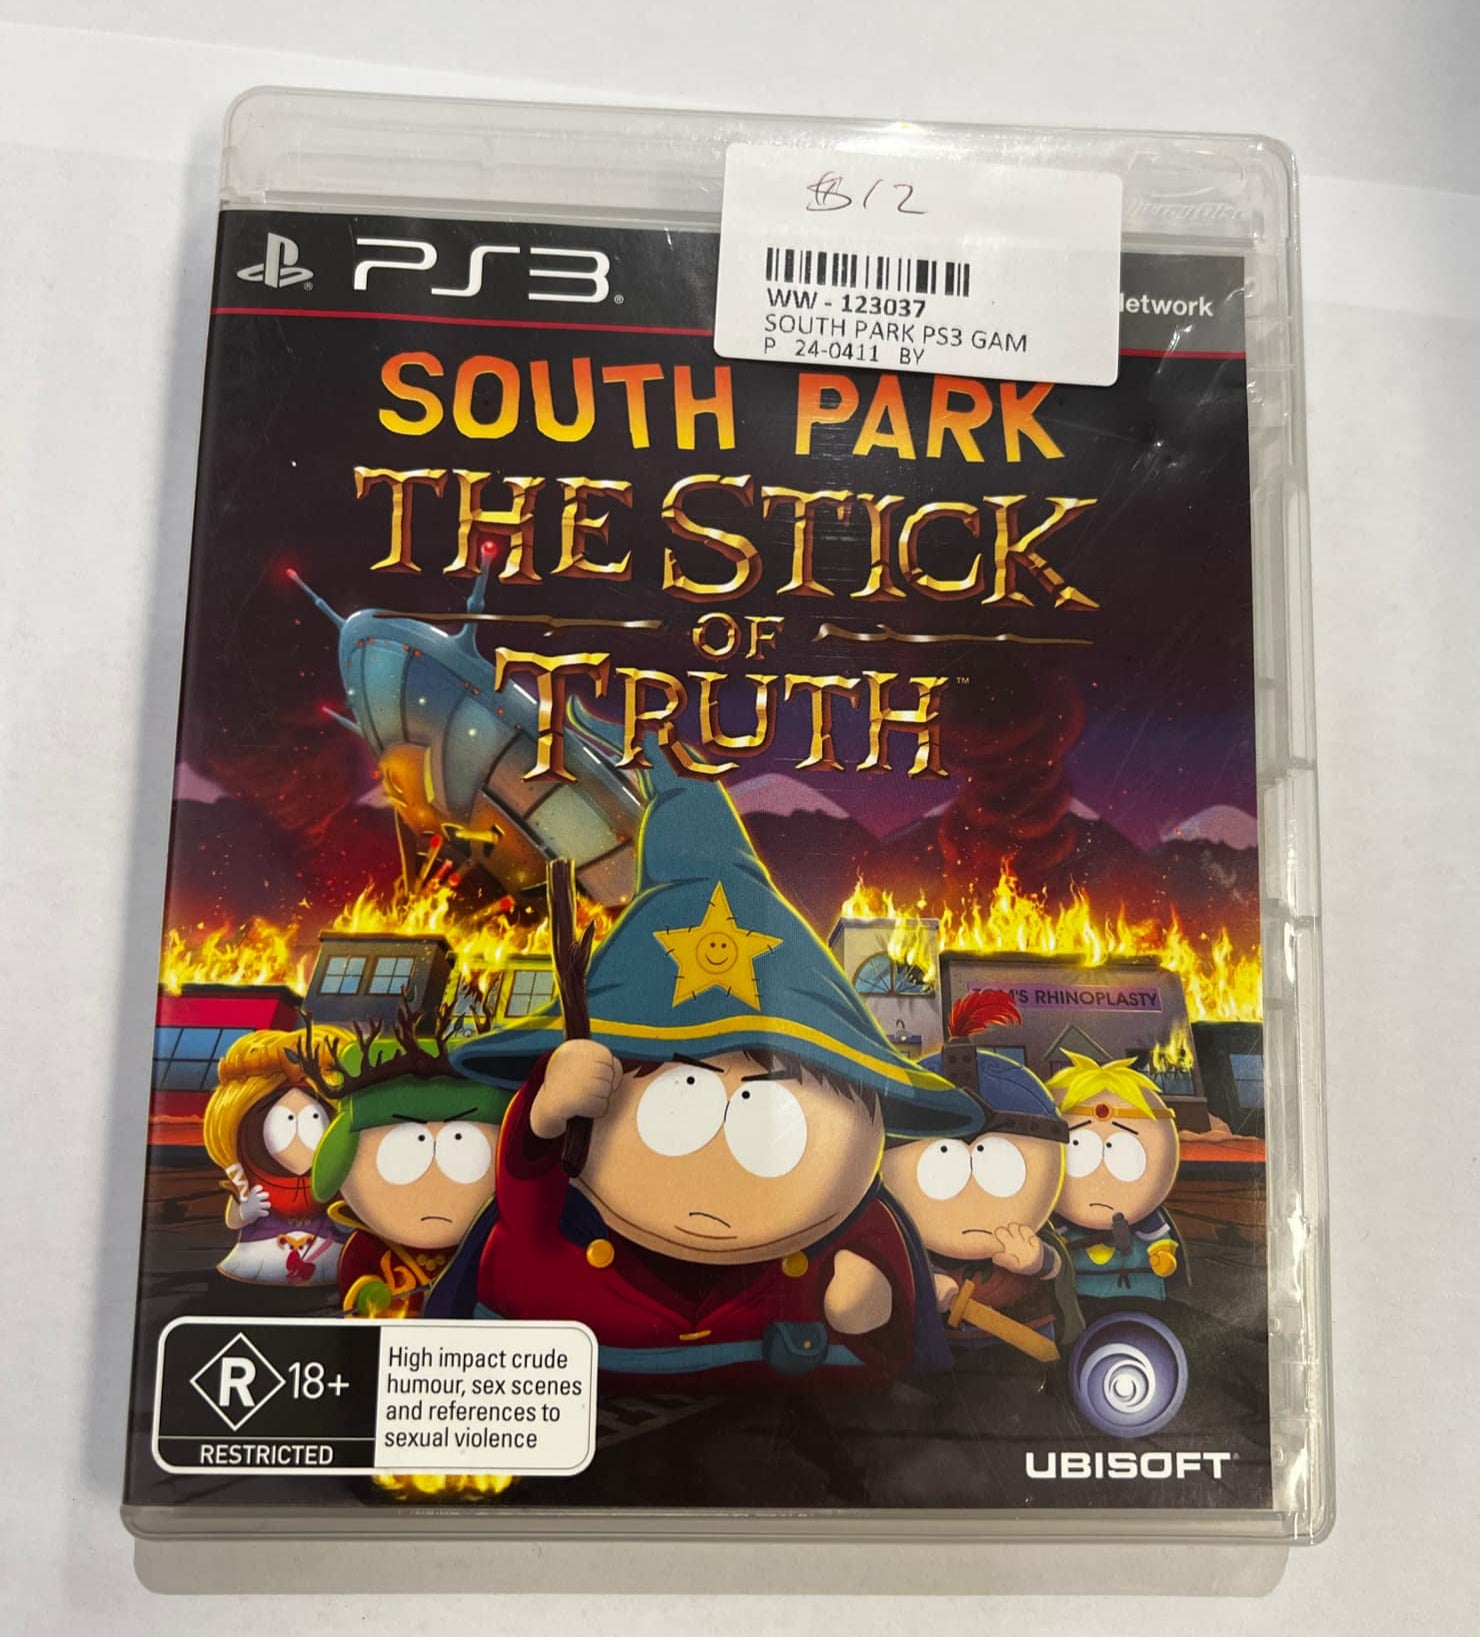 $12
PS3
WW - 123037
SOUTH PARK PS3 GAM
P 24-0411 BY
etwork
SOUTH PARK
THE STICK
OF
TRUTH™
TOM'S RHINOPLASTY
R 18+
RESTRICTED
High impact crude
humour, sex scenes
and references to
sexual violence
UBISOFT